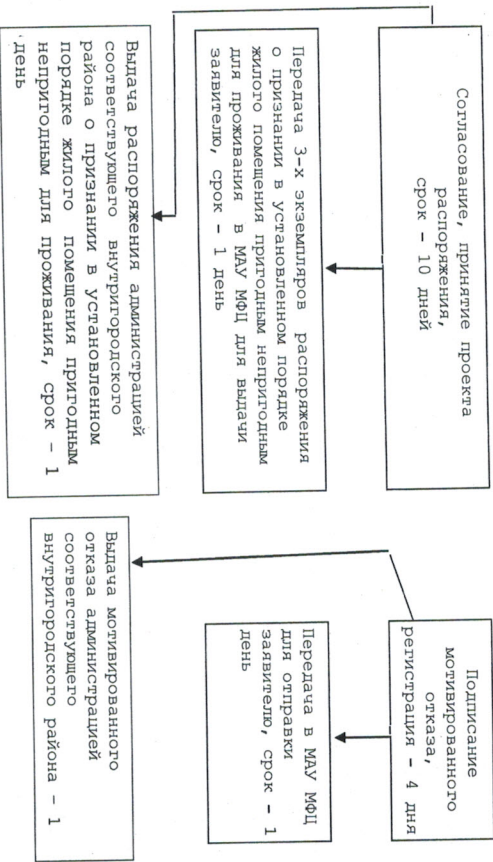 Согласование, принятие проекта
распоряжения,
срок – 10 дней
Передача 3-х экземпляров распоряжения
о признании в установленном порядке
жилого помещения пригодным непригодным
для проживания в МАУ МФЦ для выдачи
заявителю, срок – 1 день
Выдача распоряжения администрацией
соответствующего внутригородского
района о признании в установленном
порядке жилого помещения пригодным
непригодным для проживания, срок – 1
день
Подписание
мотивированного
отказа,
регистрация – 4 дня
Передача в МАУ МФЦ
для отправки
заявителю, срок – 1
день
Выдача мотивированного
отказа администрацией
соответствующего
внутригородского района – 1